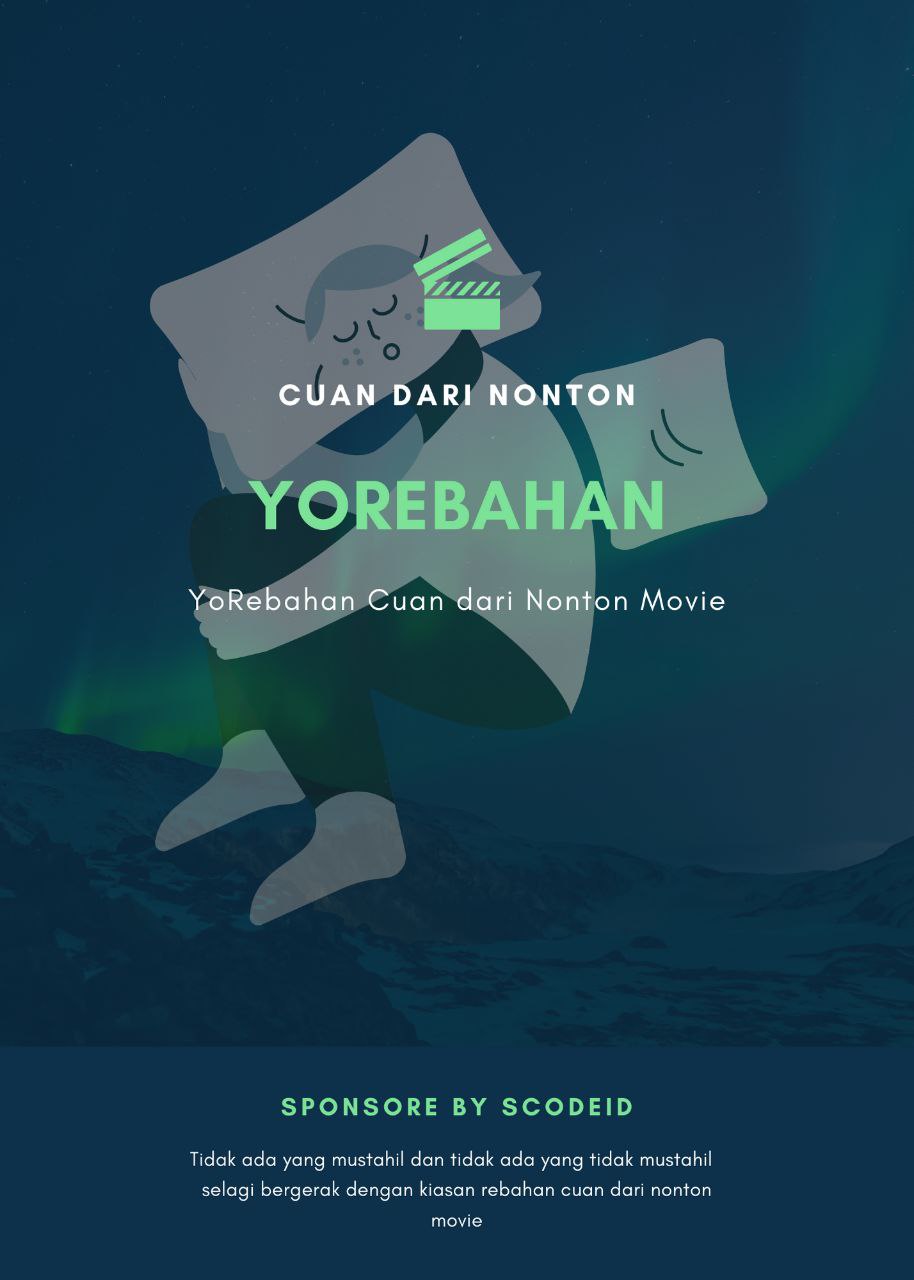 CUAN DARI NONTON
YOREBAHAN
YoRebahan Cuan dari Nonton Movie
SPONSORE BY SCODEID
Tidak ada yang mustahil dan tidak ada yang tidak mustahil
selagi bergerak dengan kiasan rebahan cuan dari nonton
movie